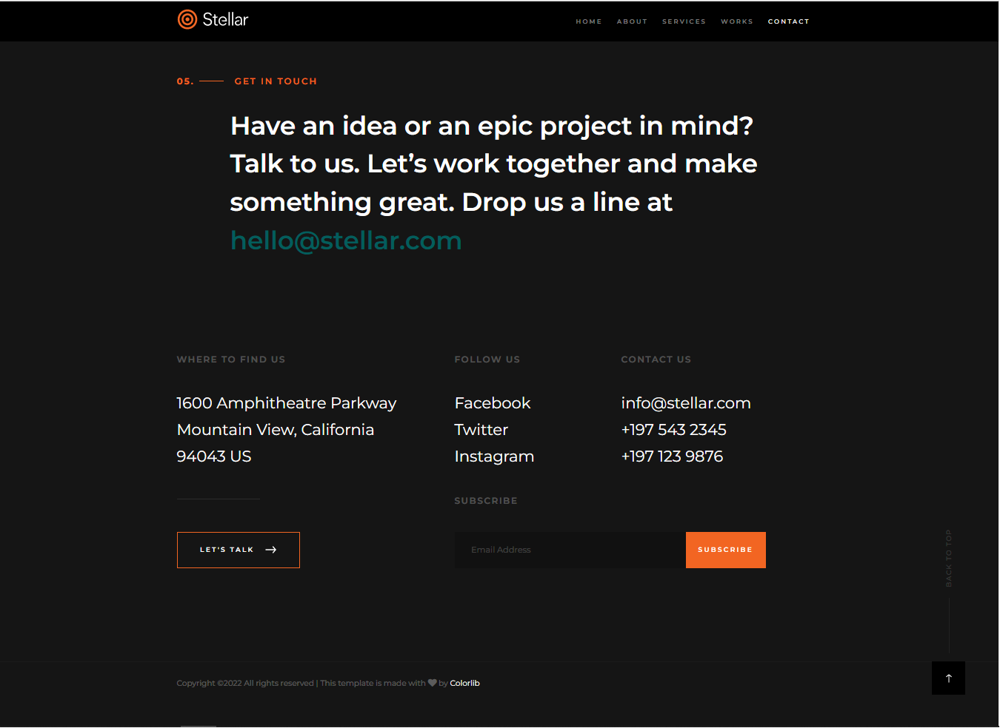 Stellar
HOME ABOUT SERVICES WORKS CONTACT
05. GET IN TOUCH
Have an idea or an epic project in mind?
Talk to us. Let’s work together and make
something great. Drop us a line at
hello@stellar.com
WHERE TO FIND US
1600 Amphitheatre Parkway
Mountain View, California
94043 US
LET'S TALK
FOLLOW US
Facebook
Twitter
Instagram
CONTACT US
info@stellar.com
+197 543 2345
+197 123 9876
SUBSCRIBE
Email Address
SUBSCRIBE
BACK TO TOP
Copyright ©2022 All rights reserved | This template is made with by Colorlib